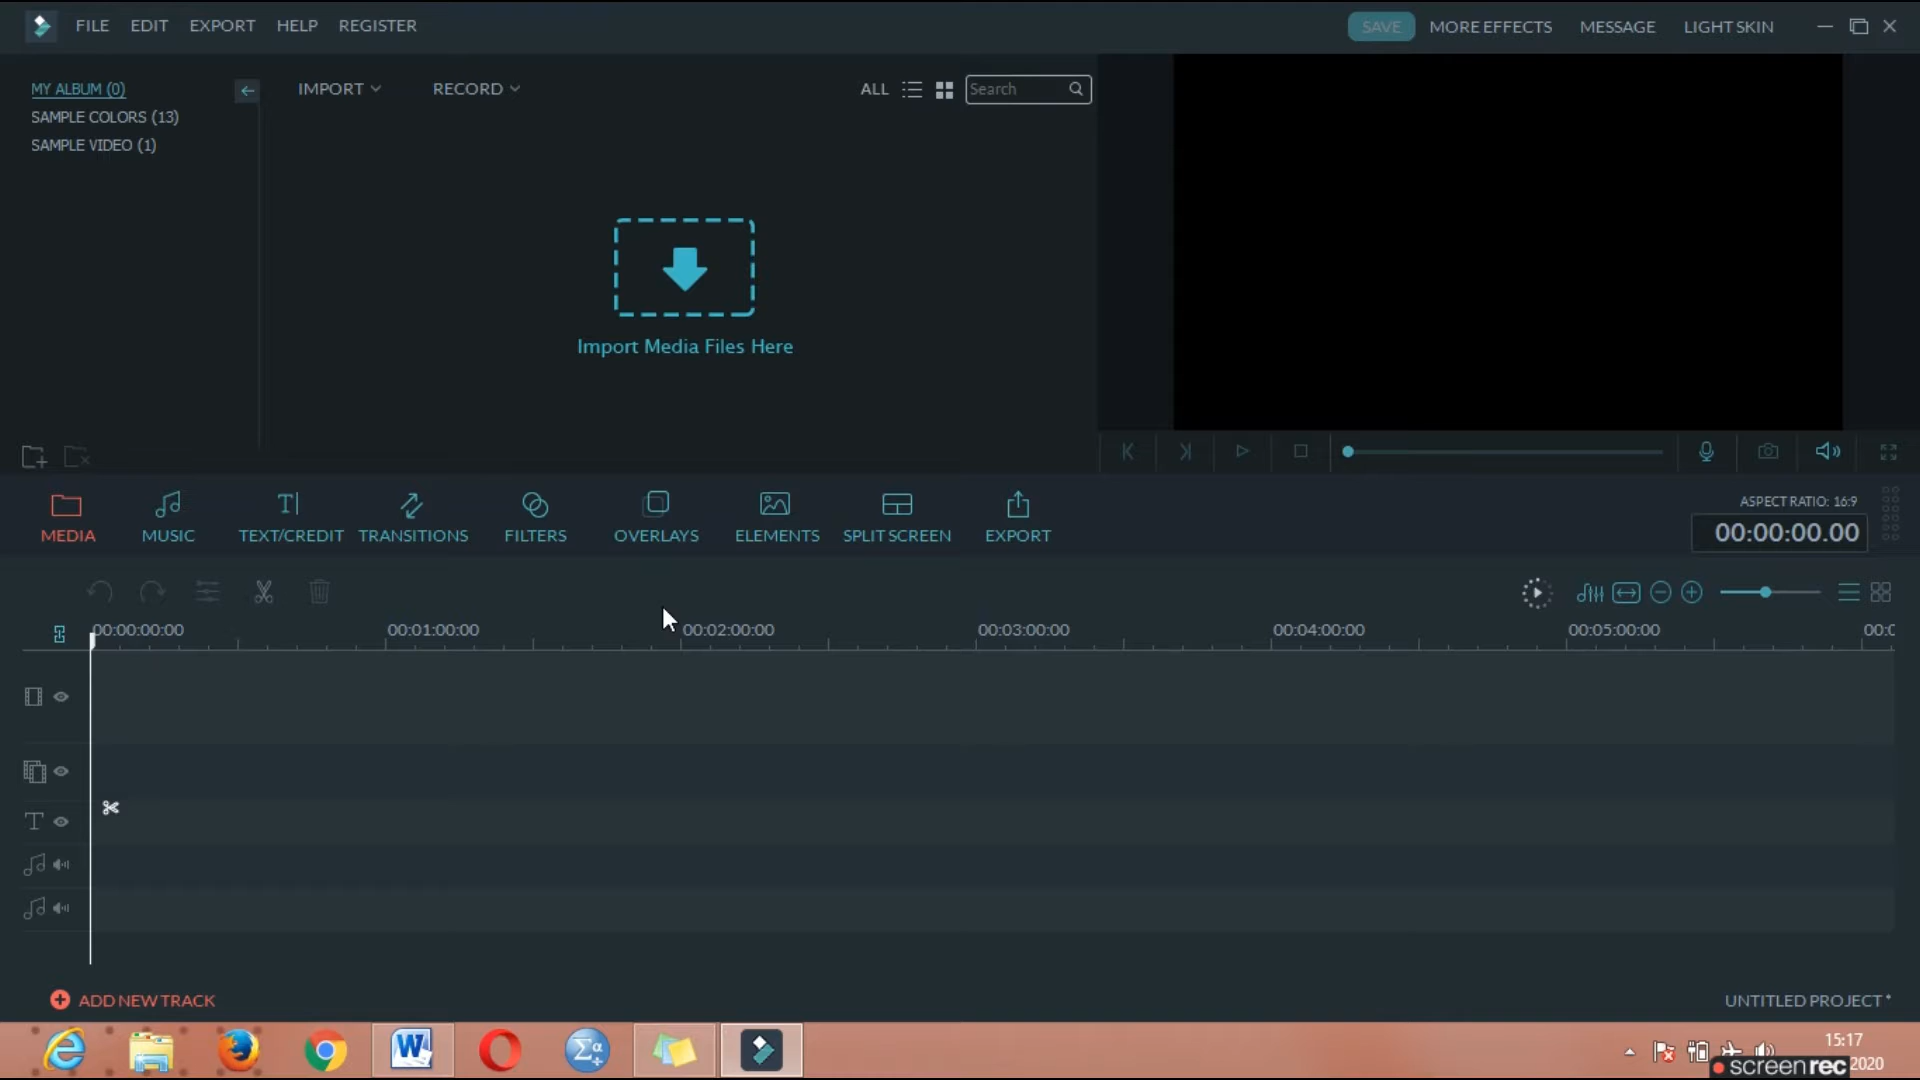 FILE EDIT EXPORT HELP REGISTER SAVE MORE EFFECTS MESSAGE LIGHT SKIN
MY ALBUM (0)
SAMPLE COLORS (13)
SAMPLE VIDEO (1)
IMPORT RECORD ALL Search
Import Media Files Here
MEDIA MUSIC TEXT/CREDIT TRANSITIONS FILTERS OVERLAYS ELEMENTS SPLIT SCREEN EXPORT
ASPECT RATIO: 16:9
00:00:00.00
00:00:00:00 00:01:00:00 00:02:00:00 00:03:00:00 00:04:00:00 00:05:00:00
ADD NEW TRACK
UNTITLED PROJECT *
15:17
2020
screenrec